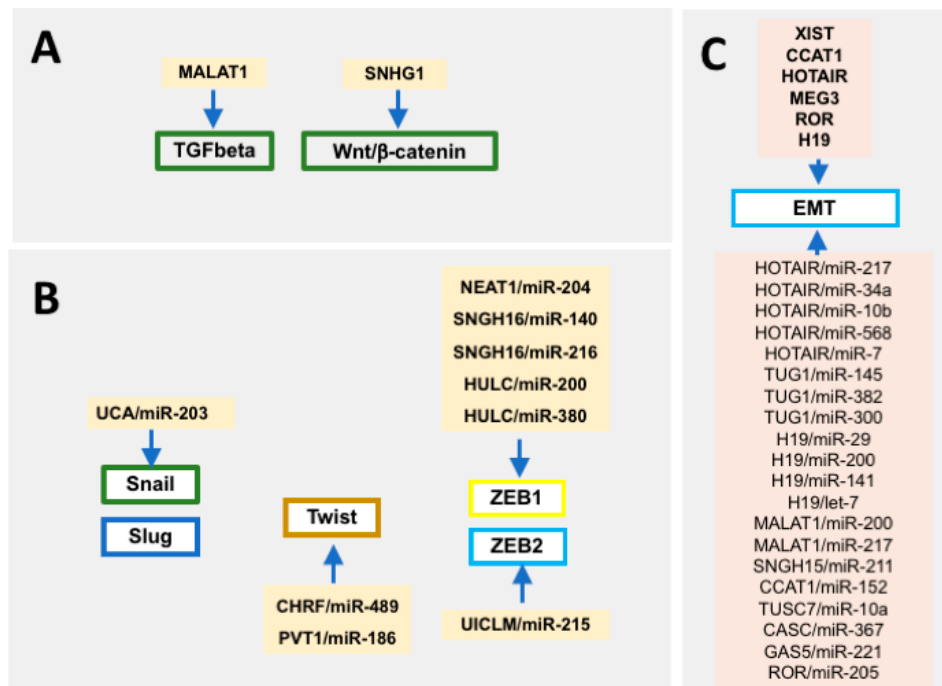 A
MALAT1
SNHG1
TGFbeta
Wnt/β-catenin
B
NEAT1/miR-204
SNGH16/miR-140
SNGH16/miR-216
HULC/miR-200
HULC/miR-380
UCA/miR-203
Snail
Slug
Twist
ZEB1
ZEB2
CHRF/miR-489
PVT1/miR-186
UICLM/miR-215
C
XIST
CCAT1
HOTAIR
MEG3
ROR
H19
EMT
HOTAIR/miR-217
HOTAIR/miR-34a
HOTAIR/miR-10b
HOTAIR/miR-568
HOTAIR/miR-7
TUG1/miR-145
TUG1/miR-382
TUG1/miR-300
H19/miR-29
H19/miR-200
H19/miR-141
H19/let-7
MALAT1/miR-200
MALAT1/miR-217
SNGH15/miR-211
CCAT1/miR-152
TUSC7/miR-10a
CASC/miR-367
GAS5/miR-221
ROR/miR-205